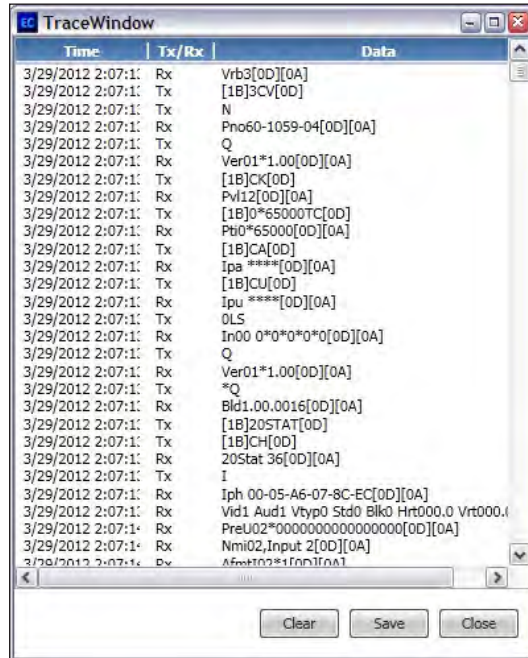 EC TraceWindow
Time Tx/Rx Data
3/29/2012 2:07:1 Rx Vrb3[0D][0A]
3/29/2012 2:07:1 Tx [1B]3CV[0D]
3/29/2012 2:07:1 Tx N
3/29/2012 2:07:1 Rx Pno60-1059-04[0D][0A]
3/29/2012 2:07:1 Tx Q
3/29/2012 2:07:1 Rx Ver01*1.00[0D][0A]
3/29/2012 2:07:1 Tx [1B]CK[0D]
3/29/2012 2:07:1 Rx Pvl12[0D][0A]
3/29/2012 2:07:1 Tx [1B]0*65000TC[0D]
3/29/2012 2:07:1 Rx Pti0*65000[0D][0A]
3/29/2012 2:07:1 Tx [1B]CA[0D]
3/29/2012 2:07:1 Rx Ipa ****[0D][0A]
3/29/2012 2:07:1 Tx [1B]CU[0D]
3/29/2012 2:07:1 Rx Ipu ****[0D][0A]
3/29/2012 2:07:1 Tx 0LS
3/29/2012 2:07:1 Rx In00 0*0*0*0*0[0D][0A]
3/29/2012 2:07:1 Tx Q
3/29/2012 2:07:1 Rx Ver01*1.00[0D][0A]
3/29/2012 2:07:1 Tx *Q
3/29/2012 2:07:1 Rx Bld1.00.0016[0D][0A]
3/29/2012 2:07:1 Tx [1B]20STAT[0D]
3/29/2012 2:07:1 Tx [1B]CH[0D]
3/29/2012 2:07:1 Rx 20Stat 36[0D][0A]
3/29/2012 2:07:1 Tx I
3/29/2012 2:07:1 Rx Iph 00-05-A6-07-8C-EC[0D][0A]
3/29/2012 2:07:1 Rx Vid1 Aud1 Vtyp0 Std0 Blk0 Hrt000.0 Vrt000.
3/29/2012 2:07:1 Rx PreU02*0000000000000000[0D][0A]
3/29/2012 2:07:1 Rx Nmi02,Input 2[0D][0A]
3/29/2012 2:07:1 Rx AfmtI02*1[0D][0A]
Clear Save Close